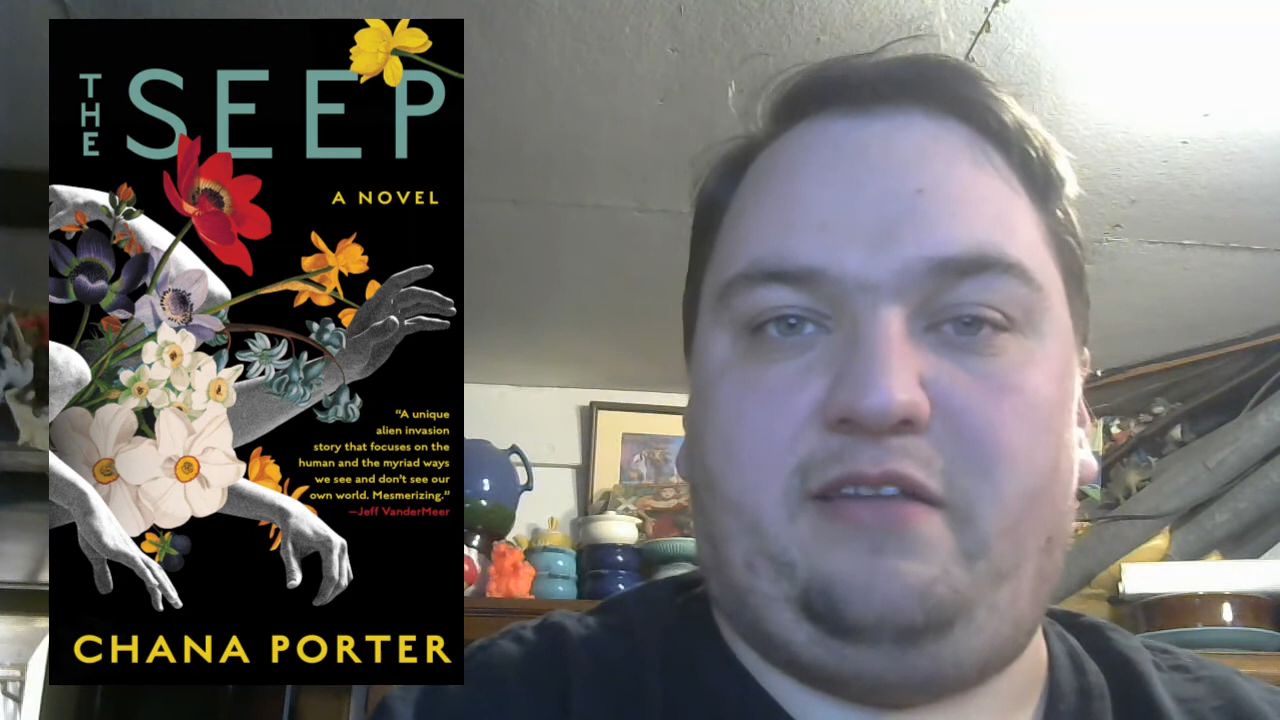 THE SEEP
A NOVEL
“A unique
alien invasion
story that focuses on the
human and the myriad ways
we see and don’t see our
own world. Mesmerizing.”
—Jeff VanderMeer
CHANA PORTER